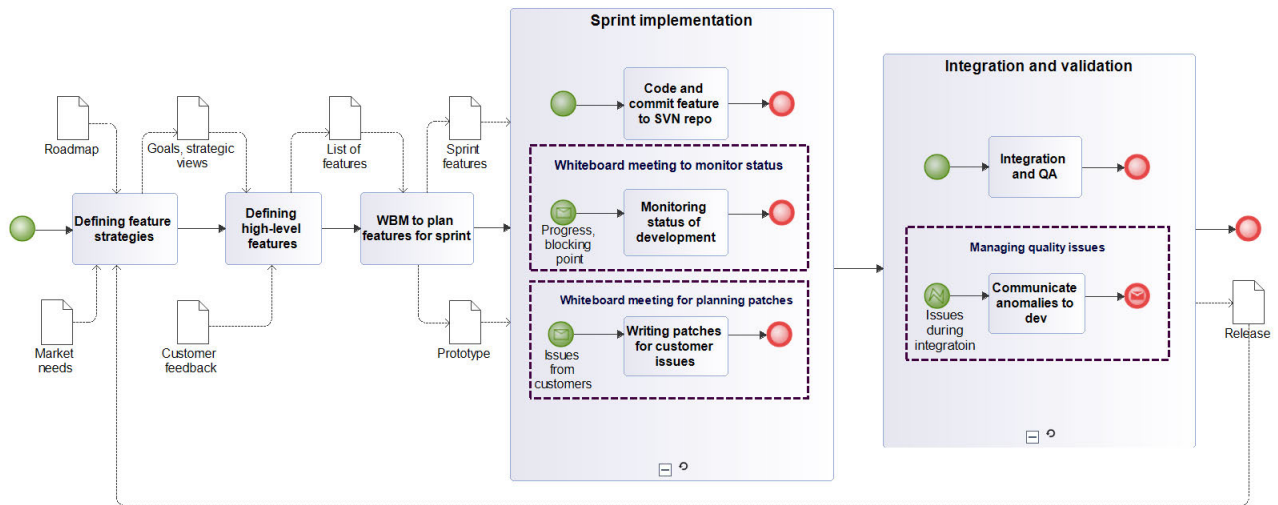 Sprint implementation
Integration and validation
Code and
commit feature
to SVN repo
Roadmap
Goals, strategic
views
List of
features
Sprint
features
Whiteboard meeting to monitor status
Integration
and QA
Defining feature
strategies
Defining
high-level
features
WBM to plan
features for sprint
Monitoring
status of
development
Progress,
blocking
point
Managing quality issues
Communicate
anomalies to
dev
Issues
during
integratoin
Whiteboard meeting for planning patches
Writing patches
for customer
issues
Issues
from
customers
Market
needs
Customer
feedback
Prototype
Release